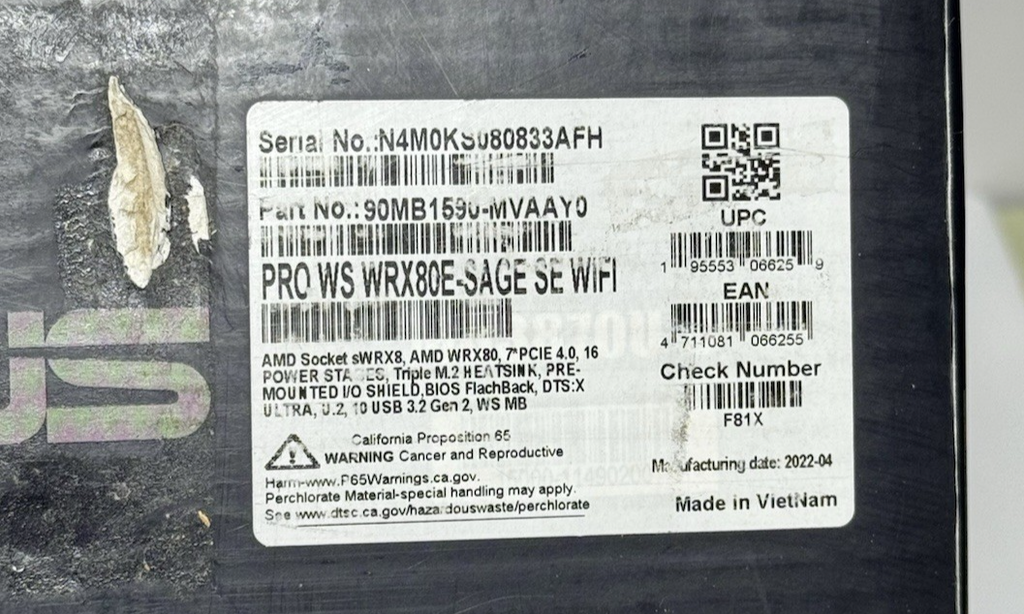 Serial No.:N4M0KS080833AFH
Part No.:90MB1590-MVAAY0
PRO WS WRX80E-SAGE SE WIFI
AMD Socket sWRX8, AMD WRX80, 7*PCIE 4.0, 16
POWER STAGES, Triple M.2 HEATSINK, PRE-
MOUNTED I/O SHIELD,BIOS FlachBack, DTS:X
ULTRA, U.2, 10 USB 3.2 Gen 2, WS MB
California Proposition 65
WARNING Cancer and Reproductive
Harm-www.P65Warnings.ca.gov.
Perchlorate Material-special handling may apply.
See www.dtsc.ca.gov/hazardouswaste/perchlorate
UPC
1 95553 06625 9
EAN
4 711081 066255
Check Number
F81X
Manufacturing date: 2022-04
Made in VietNam
US